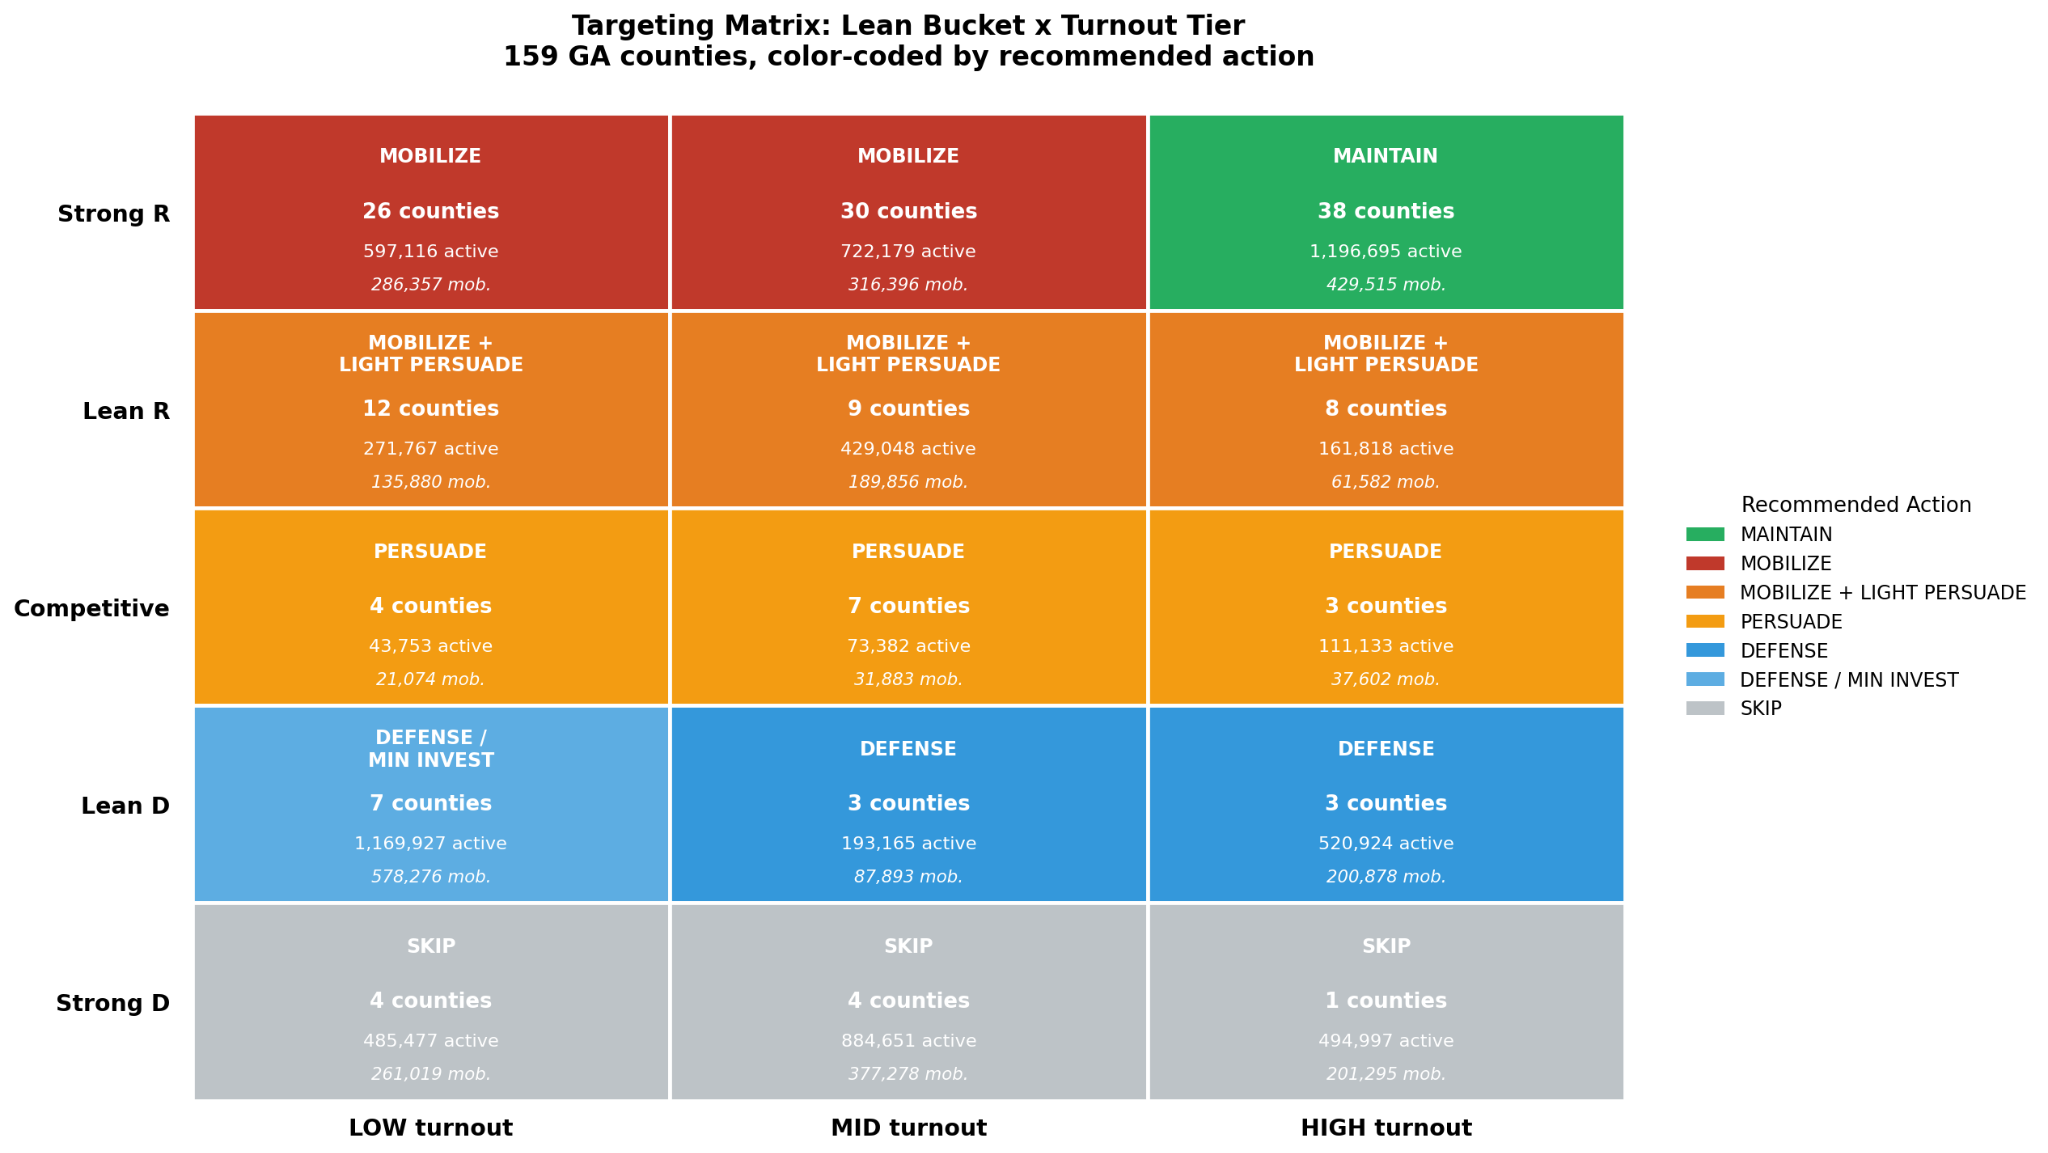 Targeting Matrix: Lean Bucket x Turnout Tier
159 GA counties, color-coded by recommended action
Strong R
MOBILIZE
26 counties
597,116 active
286,357 mob.
MOBILIZE
30 counties
722,179 active
316,396 mob.
MAINTAIN
38 counties
1,196,695 active
429,515 mob.
Lean R
MOBILIZE +
LIGHT PERSUADE
12 counties
271,767 active
135,880 mob.
MOBILIZE +
LIGHT PERSUADE
9 counties
429,048 active
189,856 mob.
MOBILIZE +
LIGHT PERSUADE
8 counties
161,818 active
61,582 mob.
Competitive
PERSUADE
4 counties
43,753 active
21,074 mob.
PERSUADE
7 counties
73,382 active
31,883 mob.
PERSUADE
3 counties
111,133 active
37,602 mob.
Lean D
DEFENSE /
MIN INVEST
7 counties
1,169,927 active
578,276 mob.
DEFENSE
3 counties
193,165 active
87,893 mob.
DEFENSE
3 counties
520,924 active
200,878 mob.
Strong D
SKIP
4 counties
485,477 active
261,019 mob.
SKIP
4 counties
884,651 active
377,278 mob.
SKIP
1 counties
494,997 active
201,295 mob.
LOW turnout
MID turnout
HIGH turnout
Recommended Action
MAINTAIN
MOBILIZE
MOBILIZE + LIGHT PERSUADE
PERSUADE
DEFENSE
DEFENSE / MIN INVEST
SKIP